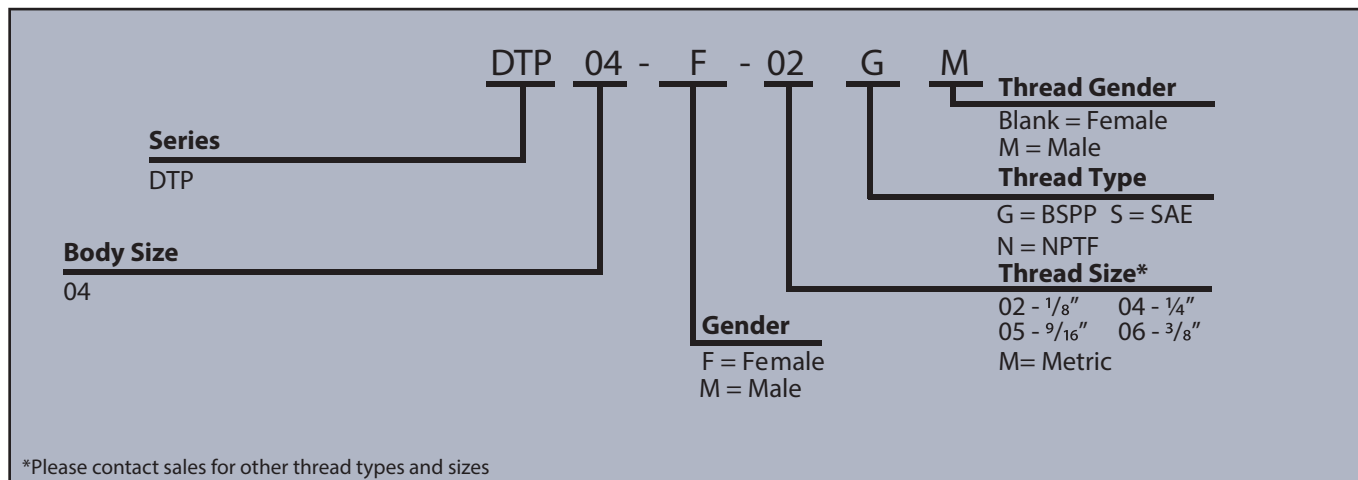 DTP 04 - F - 02 G M
Thread Gender
Blank = Female
M = Male
Series
DTP
Thread Type
G = BSPP S = SAE
N = NPTF
Body Size
04
Thread Size*
02 - 1/8" 04 - ¼"
05 - 9/16" 06 - 3/8"
M= Metric
Gender
F = Female
M = Male
*Please contact sales for other thread types and sizes